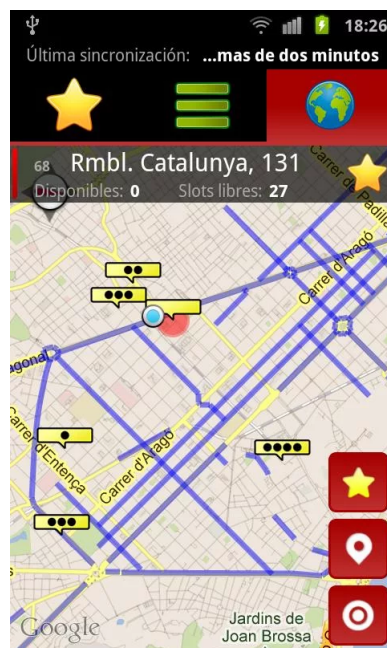 18:26
Última sincronización: ...mas de dos minutos
68 Rmbl. Catalunya, 131
Disponibles: 0 Slots libres: 27
Carrer de Padilla
Carrer d'Aragó
agonal
Carrer d'Entença
Carrer d'Aragó
Google
Jardins de
Joan Brossa